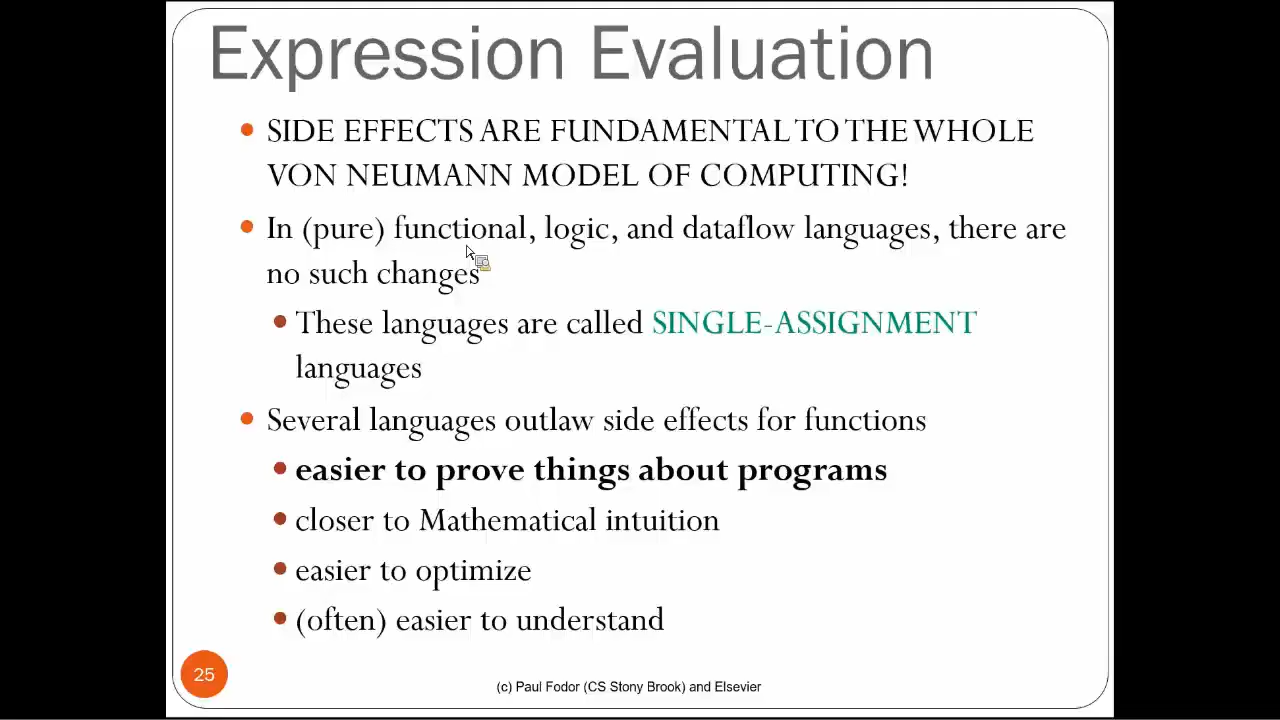 Expression Evaluation
• SIDE EFFECTS ARE FUNDAMENTAL TO THE WHOLE
VON NEUMANN MODEL OF COMPUTING!
• In (pure) functional, logic, and dataflow languages, there are
no such changes
• These languages are called SINGLE-ASSIGNMENT
languages
• Several languages outlaw side effects for functions
• easier to prove things about programs
• closer to Mathematical intuition
• easier to optimize
• (often) easier to understand
25
(c) Paul Fodor (CS Stony Brook) and Elsevier